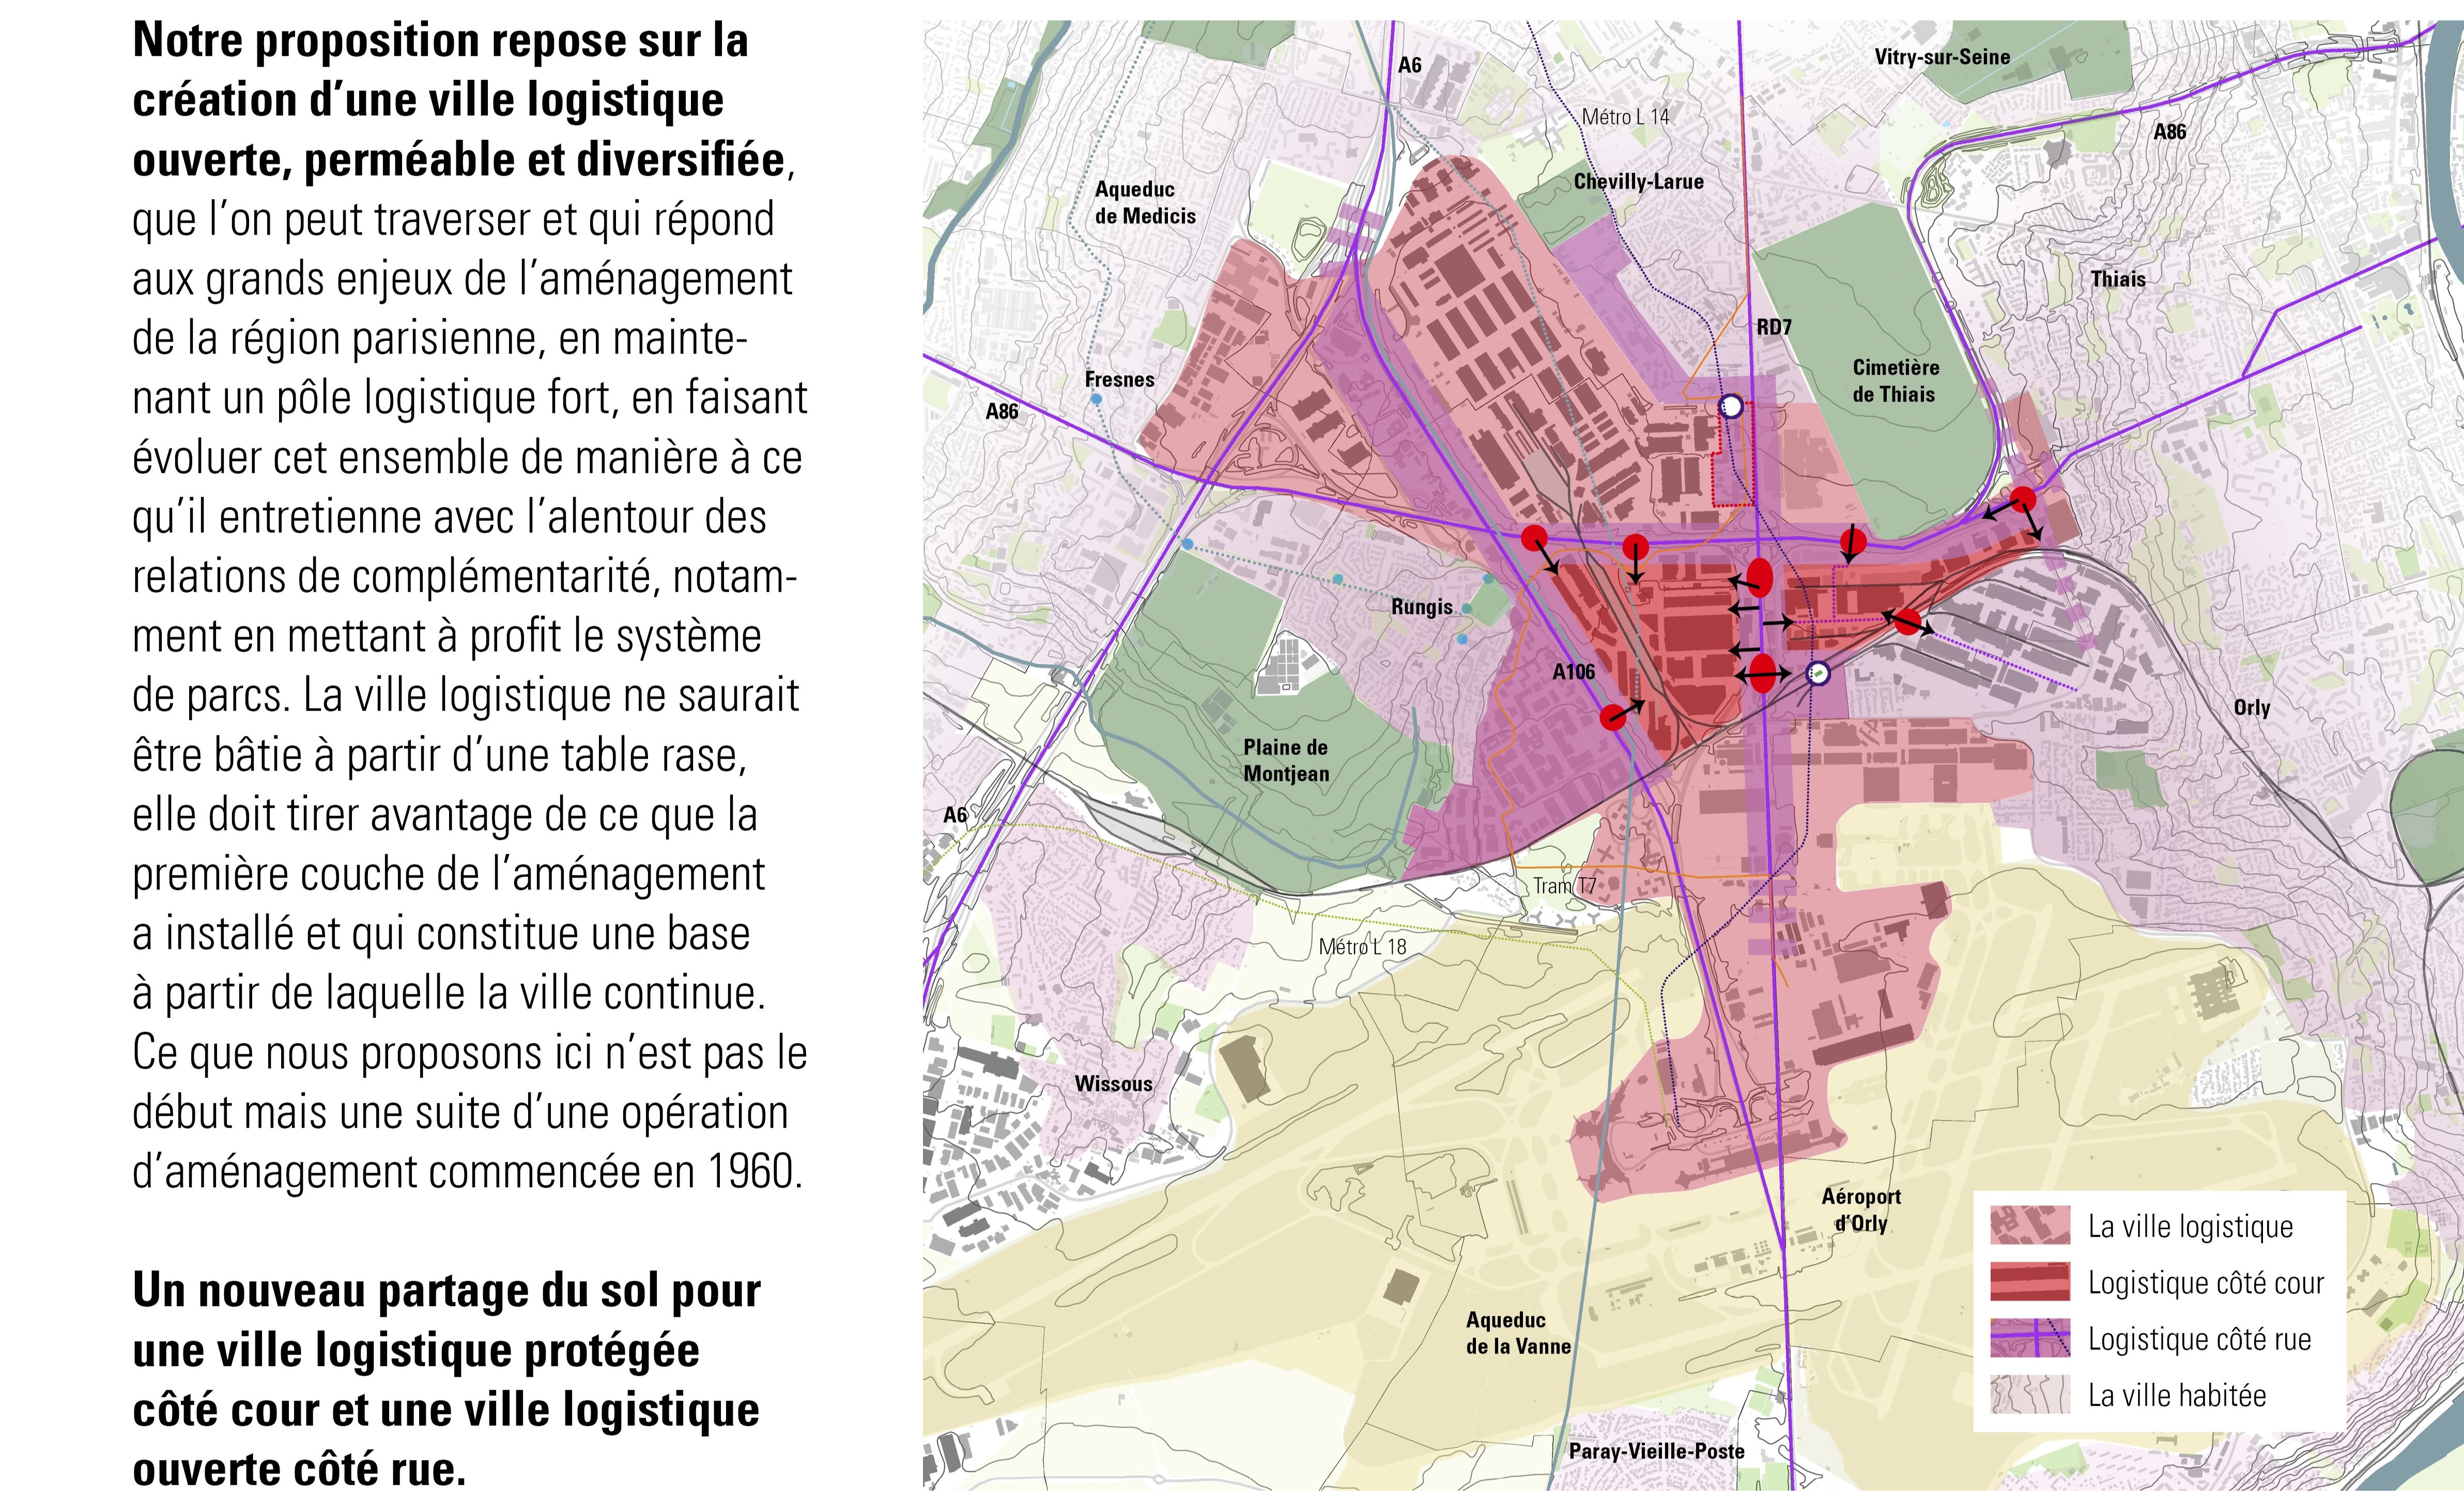 Notre proposition repose sur la
création d’une ville logistique
ouverte, perméable et diversifiée,
que l’on peut traverser et qui répond
aux grands enjeux de l’aménagement
de la région parisienne, en mainte-
nant un pôle logistique fort, en faisant
évoluer cet ensemble de manière à ce
qu’il entretienne avec l’alentour des
relations de complémentarité, notam-
ment en mettant à profit le système
de parcs. La ville logistique ne saurait
être bâtie à partir d’une table rase,
elle doit tirer avantage de ce que la
première couche de l’aménagement
a installé et qui constitue une base
à partir de laquelle la ville continue.
Ce que nous proposons ici n’est pas le
début mais une suite d’une opération
d’aménagement commencée en 1960.
Un nouveau partage du sol pour
une ville logistique protégée
côté cour et une ville logistique
ouverte côté rue.
A6
Vitry-sur-Seine
Métro L 14
A86
Chevilly-Larue
Aqueduc
de Medicis
Thiais
RD7
Cimetière
de Thiais
Fresnes
A86
Rungis
A106
Orly
Plaine de
Montjean
A6
Tram T7
Métro L 18
Wissous
Aéroport
d’Orly
Aqueduc
de la Vanne
Paray-Vieille-Poste
La ville logistique
Logistique côté cour
Logistique côté rue
La ville habitée